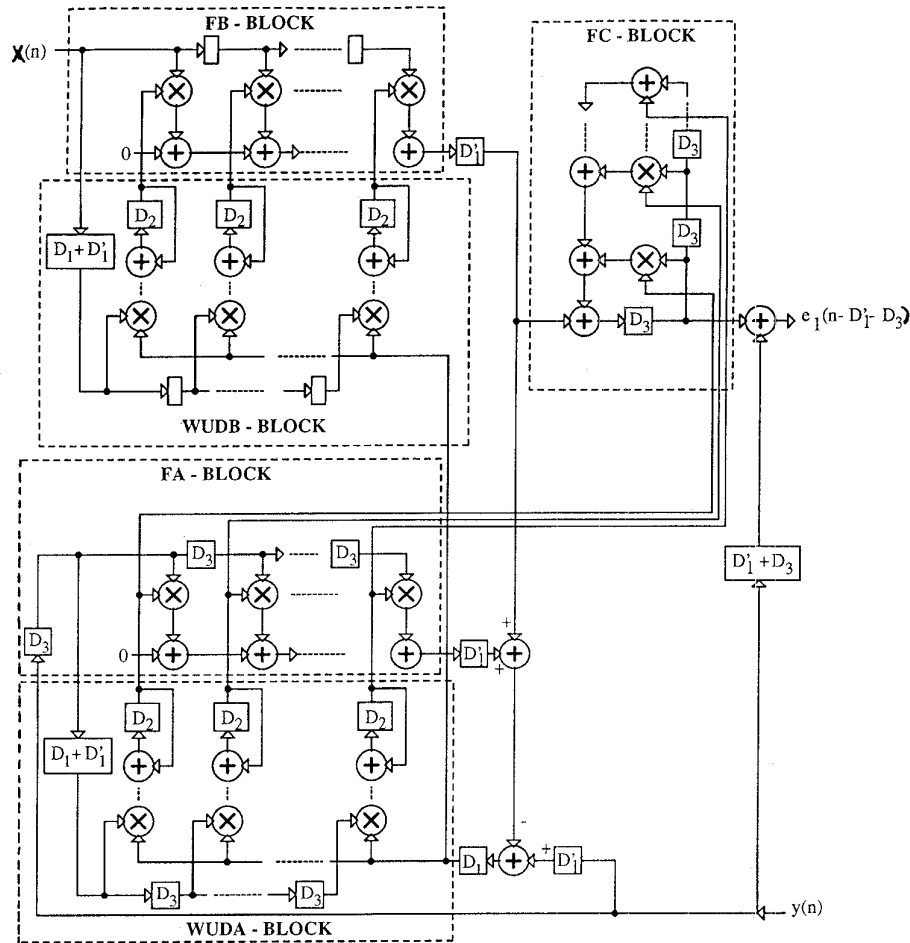 FB - BLOCK
X(n)
0
D'1
D2 D2 D2
D1+D'1
WUDB - BLOCK
FC - BLOCK
D3
D3
D3
e1(n- D'1- D3)
FA - BLOCK
D3 D3
D3
0
D'1
+
+
D'1+D3
D2 D2 D2
D1+D'1
-
D1
+
D'1
D3 D3
y(n)
WUDA - BLOCK